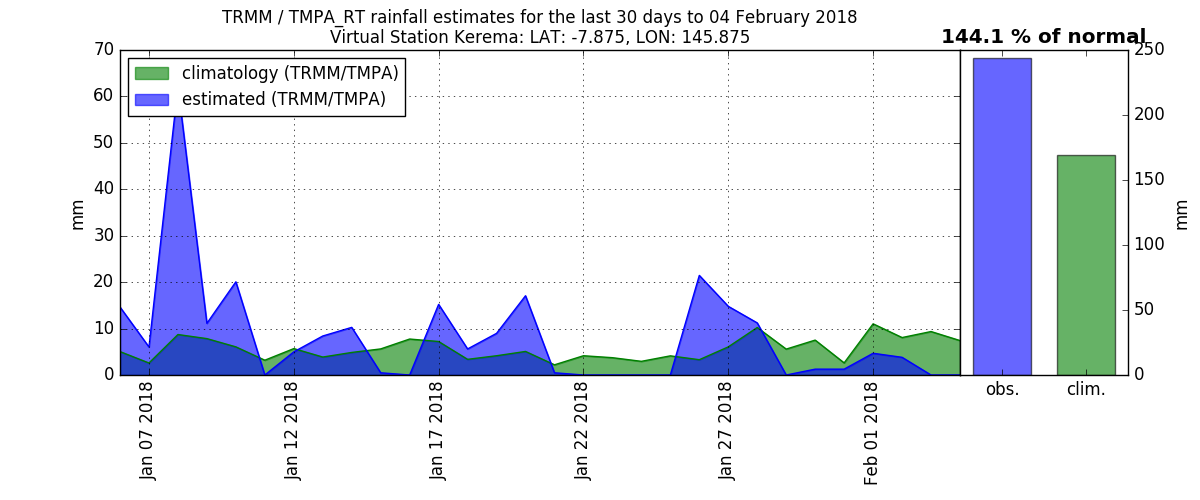 TRMM / TMPA_RT rainfall estimates for the last 30 days to 04 February 2018
Virtual Station Kerema: LAT: -7.875, LON: 145.875
144.1 % of normal
climatology (TRMM/TMPA)
estimated (TRMM/TMPA)
70
60
50
40
30
20
10
0
mm
Jan 07 2018
Jan 12 2018
Jan 17 2018
Jan 22 2018
Jan 27 2018
Feb 01 2018
obs.
clim.
250
200
150
100
50
0
mm